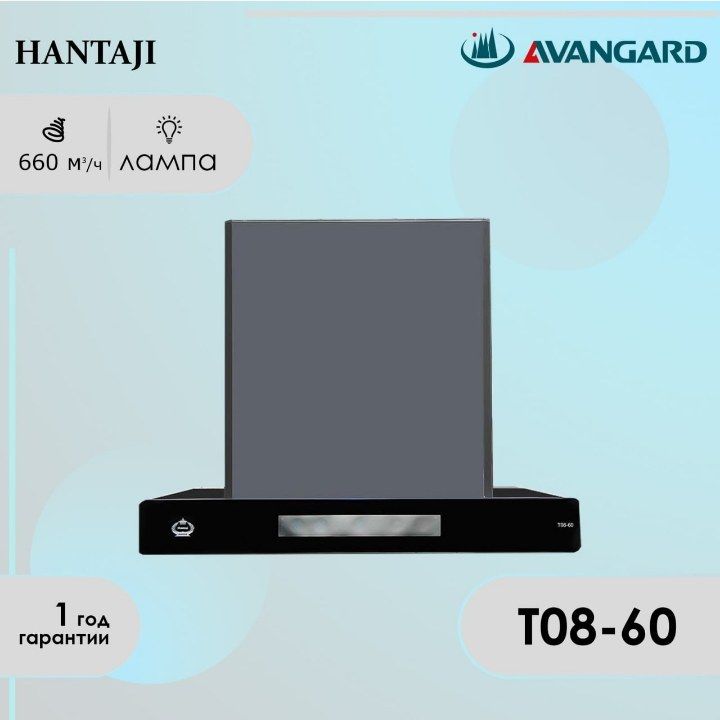 HANTAJI
AVANGARD
660 м³/ч
лампа
T08-60
1 год
гарантии
T08-60